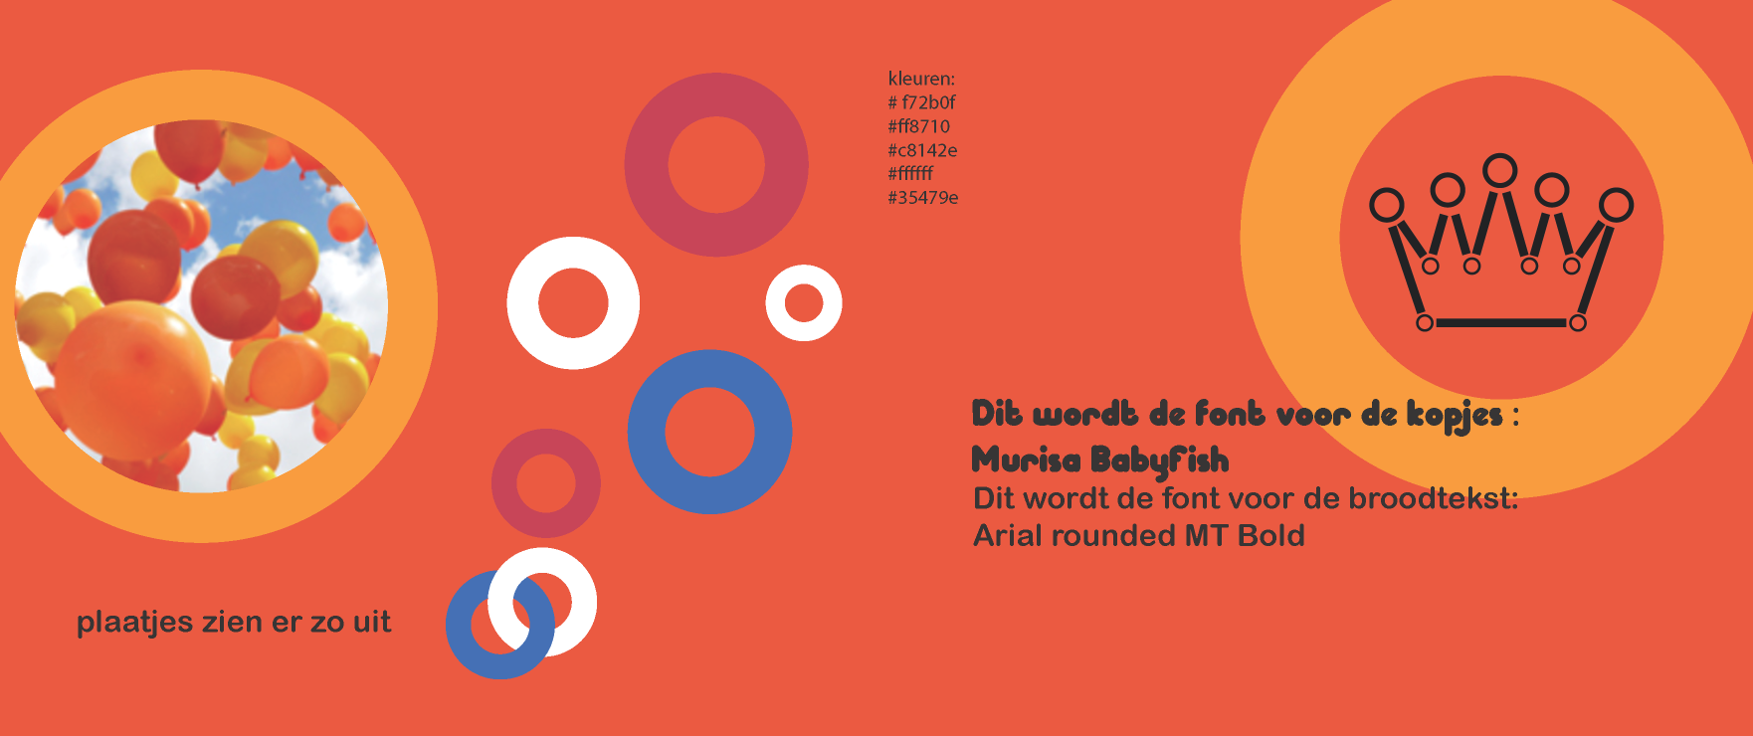 kleuren:
# f72b0f
#ff8710
#c8142e
#ffffff
#35479e
Dit wordt de font voor de kopjes :
Murisa BabyFish
Dit wordt de font voor de broodtekst:
Arial rounded MT Bold
plaatjes zien er zo uit